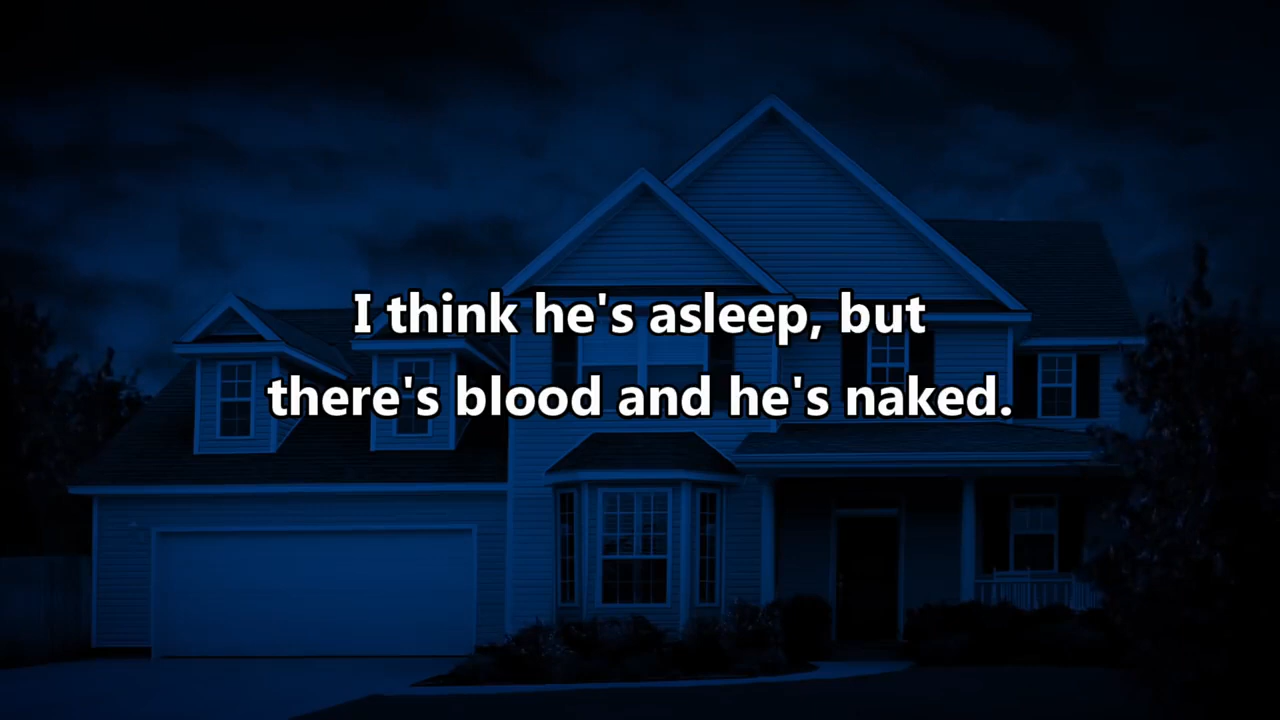 I think he's asleep, but
there's blood and he's naked.